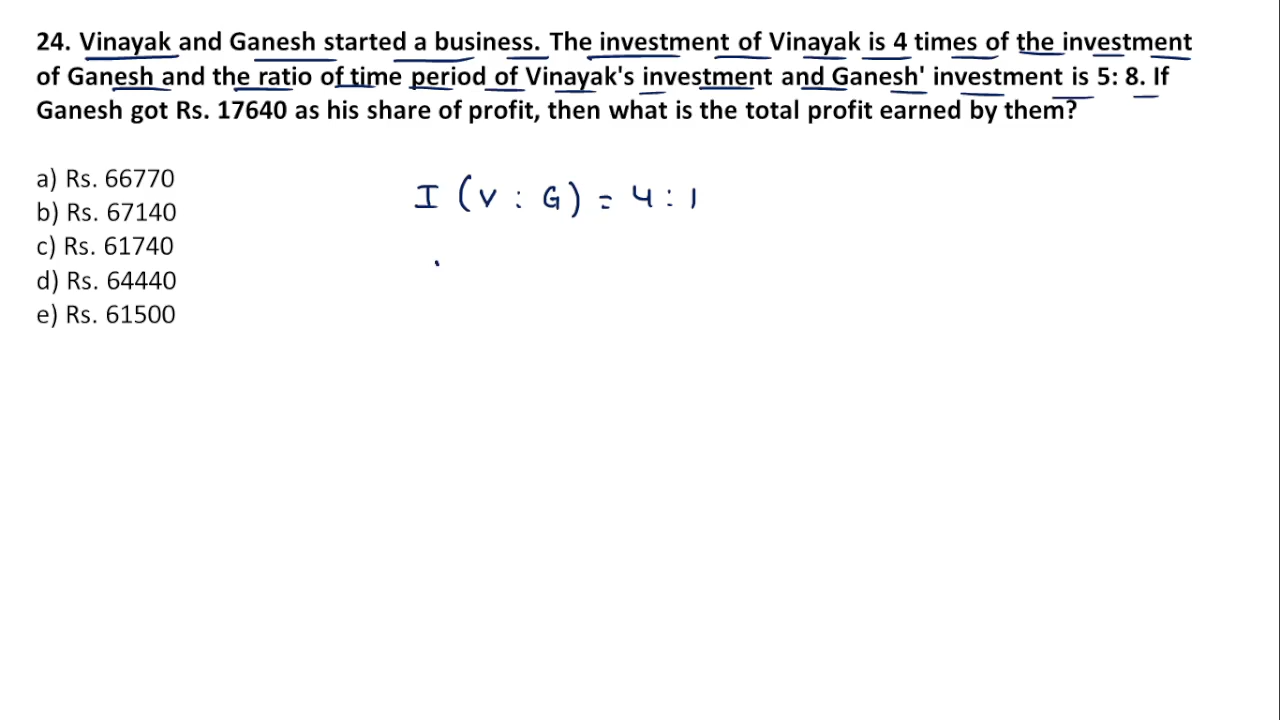 24. Vinayak and Ganesh started a business. The investment of Vinayak is 4 times of the investment
of Ganesh and the ratio of time period of Vinayak's investment and Ganesh' investment is 5: 8. If
Ganesh got Rs. 17640 as his share of profit, then what is the total profit earned by them?
a) Rs. 66770
b) Rs. 67140
c) Rs. 61740
d) Rs. 64440
e) Rs. 61500
I (V : G) = 4 : 1